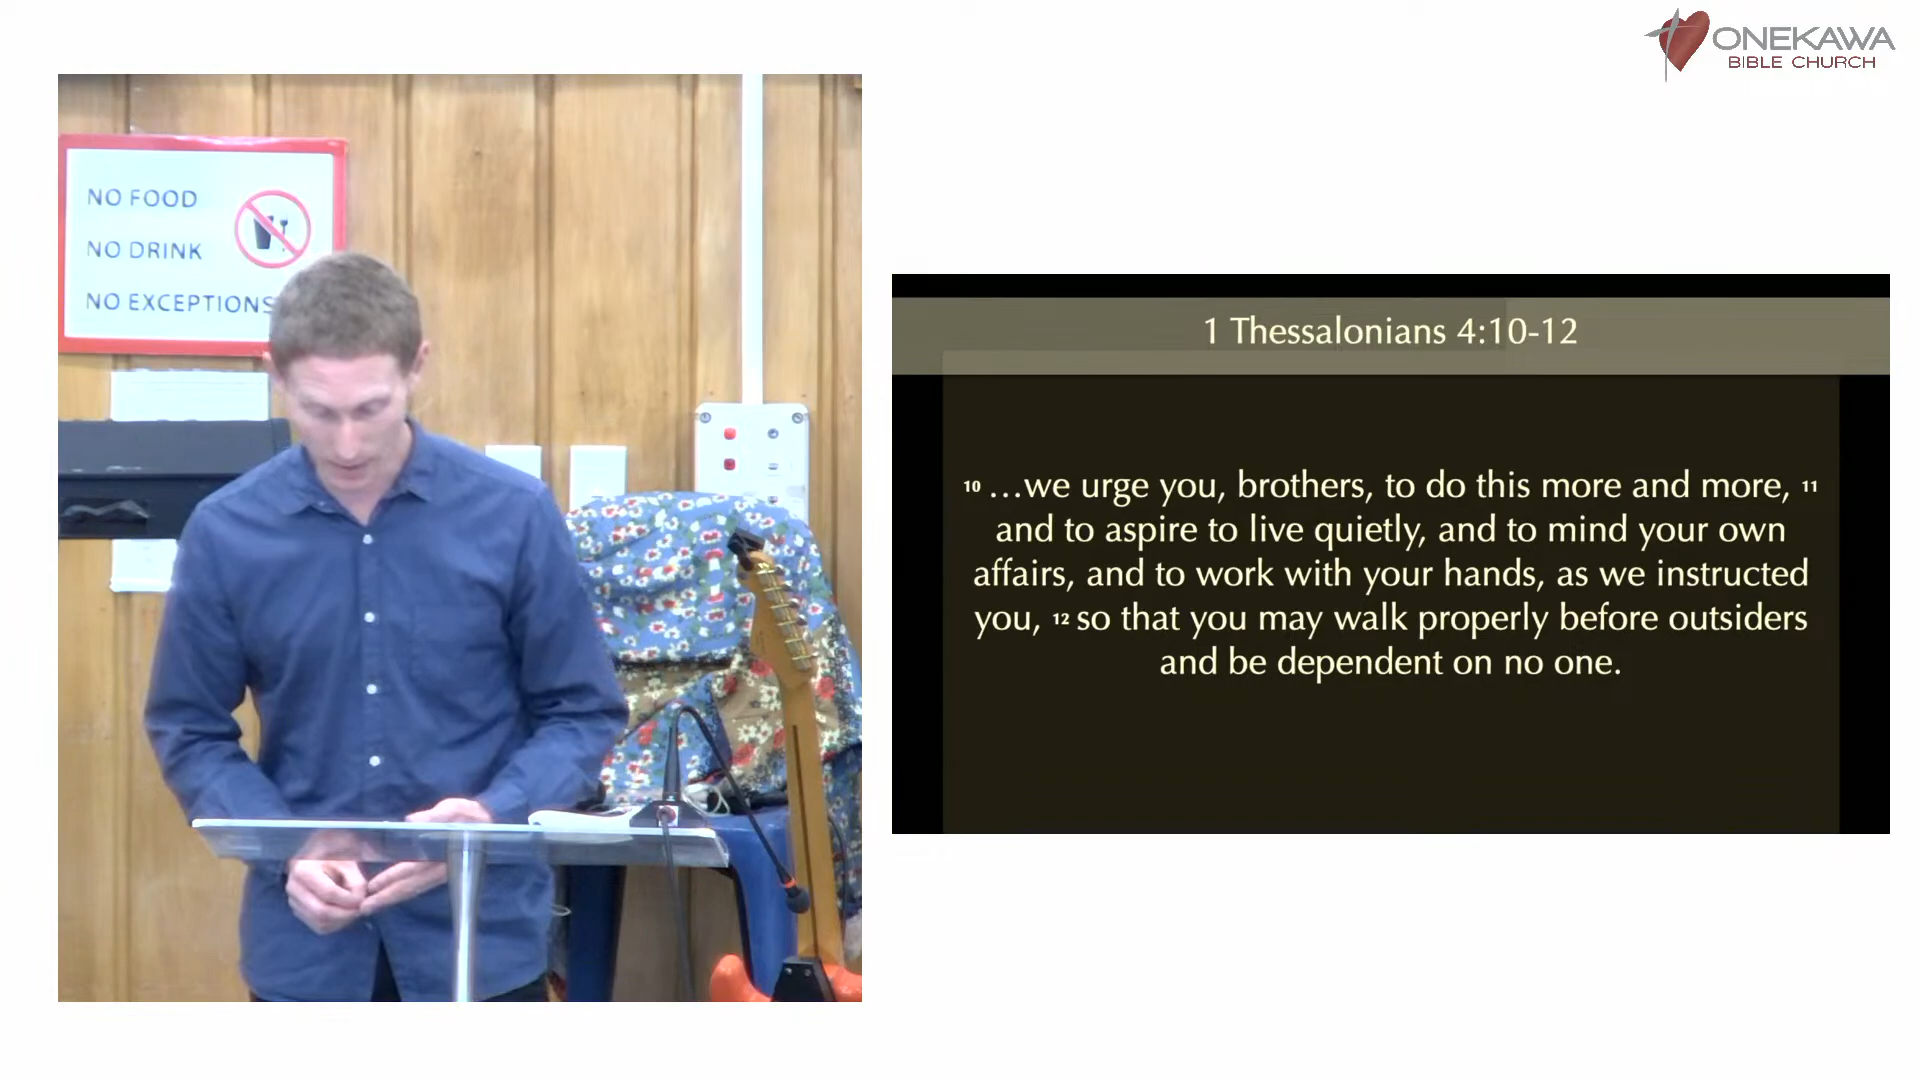 ONEKAWA
BIBLE CHURCH
NO FOOD
NO DRINK
NO EXCEPTIONS
1 Thessalonians 4:10-12
10 …we urge you, brothers, to do this more and more, 11
and to aspire to live quietly, and to mind your own
affairs, and to work with your hands, as we instructed
you, 12 so that you may walk properly before outsiders
and be dependent on no one.